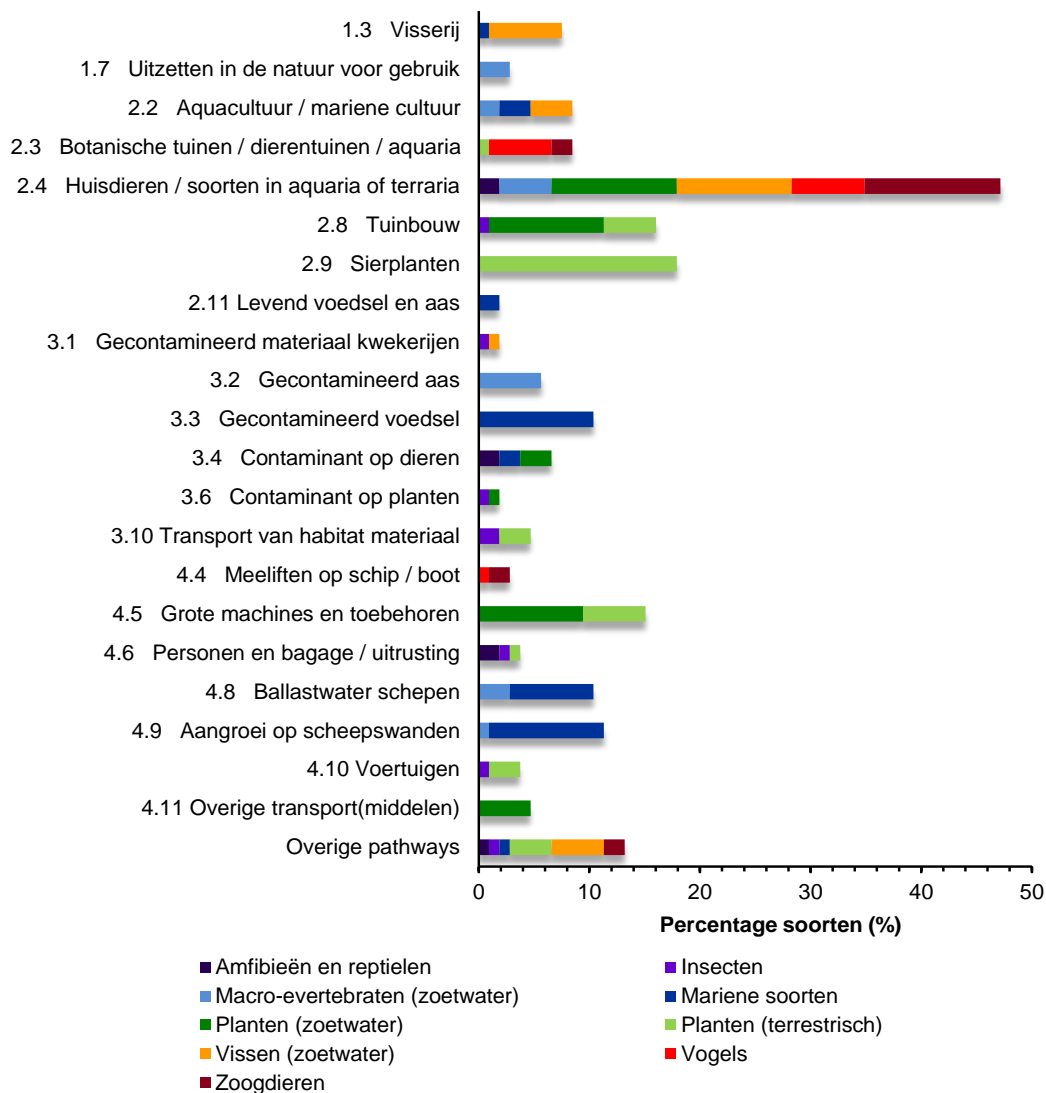 1.3 Visserij
1.7 Uitzetten in de natuur voor gebruik
2.2 Aquacultuur / mariene cultuur
2.3 Botanische tuinen / dierentuinen / aquaria
2.4 Huisdieren / soorten in aquaria of terraria
2.8 Tuinbouw
2.9 Sierplanten
2.11 Levend voedsel en aas
3.1 Gecontamineerd materiaal kwekerijen
3.2 Gecontamineerd aas
3.3 Gecontamineerd voedsel
3.4 Contaminant op dieren
3.6 Contaminant op planten
3.10 Transport van habitat materiaal
4.4 Meeliften op schip / boot
4.5 Grote machines en toebehoren
4.6 Personen en bagage / uitrusting
4.8 Ballastwater schepen
4.9 Aangroei op scheepswanden
4.10 Voertuigen
4.11 Overige transport(middelen)
Overige pathways
0 10 20 30 40 50
Percentage soorten (%)
Amfibieën en reptielen Insecten
Macro-evertebraten (zoetwater) Mariene soorten
Planten (zoetwater) Planten (terrestrisch)
Vissen (zoetwater) Vogels
Zoogdieren